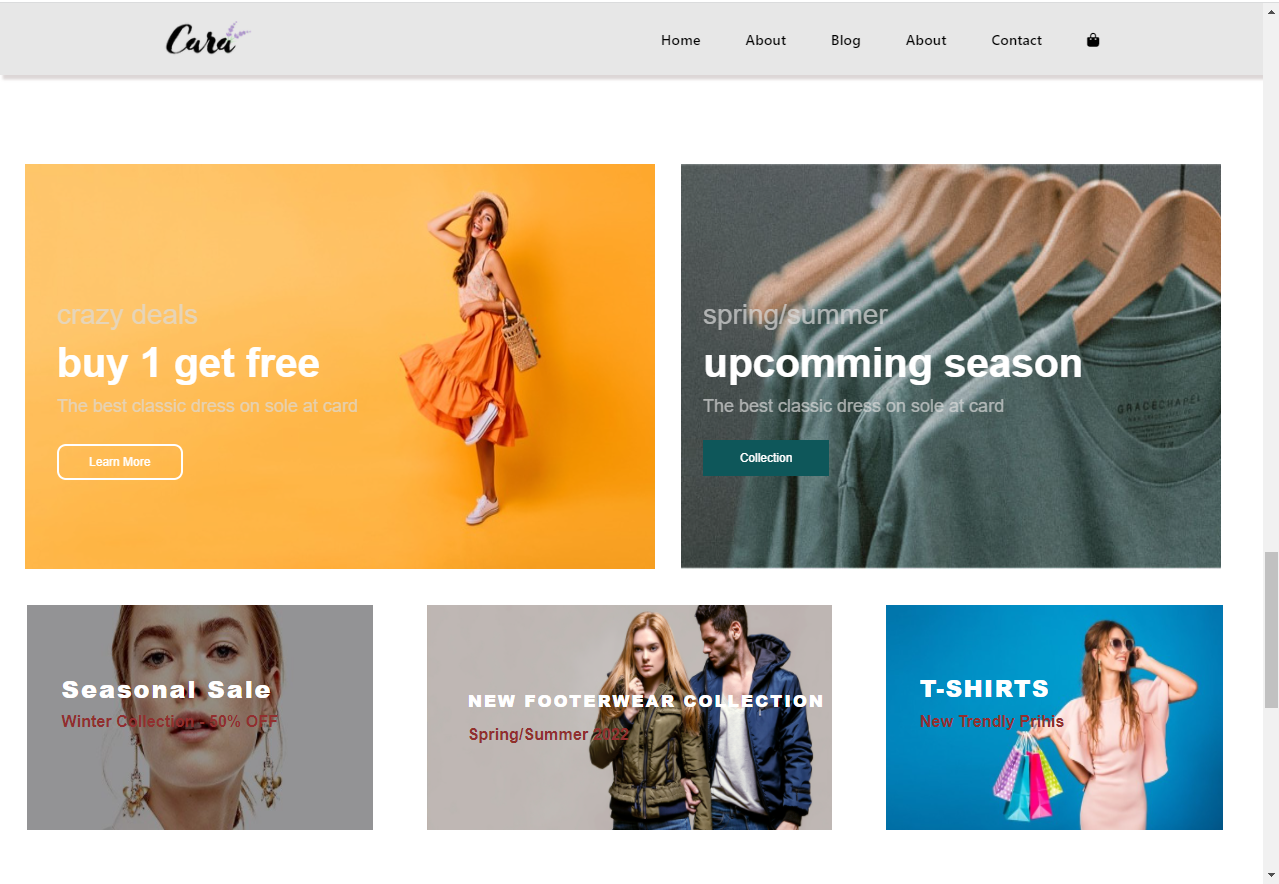 Cara
Home About Blog About Contact
crazy deals
buy 1 get free
The best classic dress on sole at card
Learn More
spring/summer
upcomming season
The best classic dress on sole at card
Collection
GRACECHAPEL
Seasonal Sale
Winter Collection - 50% OFF
NEW FOOTERWEAR COLLECTION
Spring/Summer 2022
T-SHIRTS
New Trendly Prihis